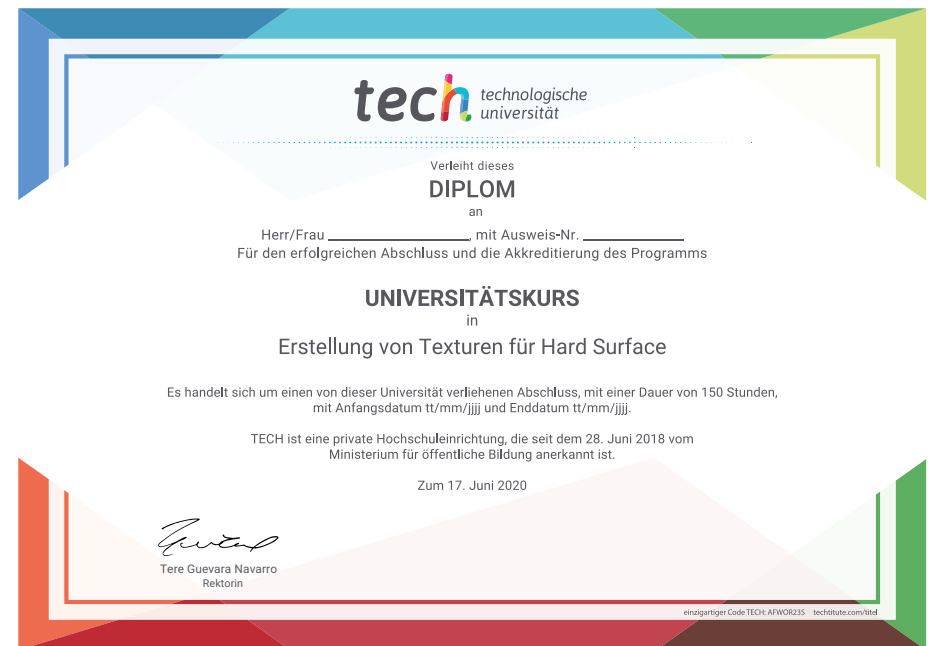 tech technologische
universität
Verleiht dieses
DIPLOM
an
Herr/Frau ____________________, mit Ausweis-Nr. ______________
Für den erfolgreichen Abschluss und die Akkreditierung des Programms
UNIVERSITÄTSKURS
in
Erstellung von Texturen für Hard Surface
Es handelt sich um einen von dieser Universität verliehenen Abschluss, mit einer Dauer von 150 Stunden,
mit Anfangsdatum tt/mm/jjjj und Enddatum tt/mm/jjjj.
TECH ist eine private Hochschuleinrichtung, die seit dem 28. Juni 2018 vom
Ministerium für öffentliche Bildung anerkannt ist.
Zum 17. Juni 2020
Tere Guevara Navarro
Rektorin
einzigartiger Code TECH: AFWOR23S techtitute.com/titel